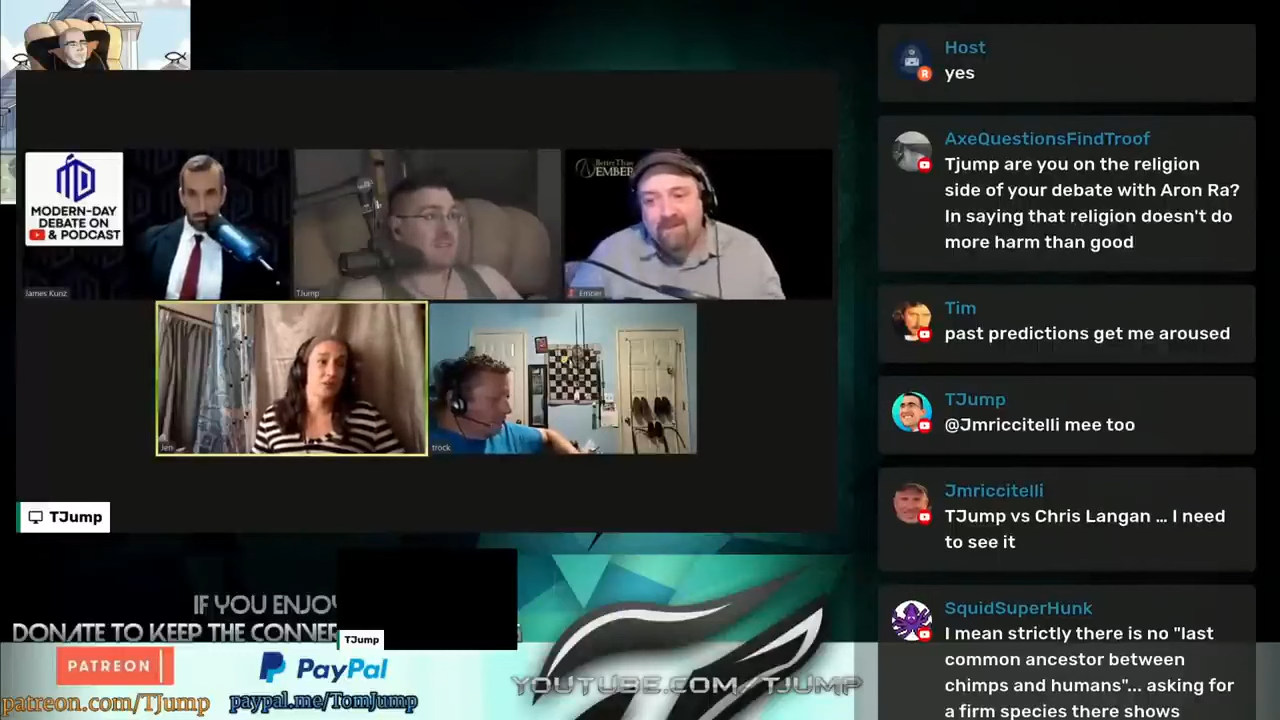 MODERN-DAY
DEBATE ON
& PODCAST
James Kunz
TJump
BETTER THAN
EMBER
Ember
Jen
trock
TJump
IF YOU ENJOY
DONATE TO KEEP THE CONVER
TJump
PATREON
PayPal
patreon.com/TJump
paypal.me/TomJump
YOUTUBE.COM/TJUMP
Host
yes
R
AxeQuestionsFindTroof
Tjump are you on the religion
side of your debate with Aron Ra?
In saying that religion doesn't do
more harm than good
Tim
past predictions get me aroused
TJump
@Jmriccitelli mee too
Jmriccitelli
TJump vs Chris Langan … I need
to see it
SquidSuperHunk
I mean strictly there is no "last
common ancestor between
chimps and humans"... asking for
a firm species there shows